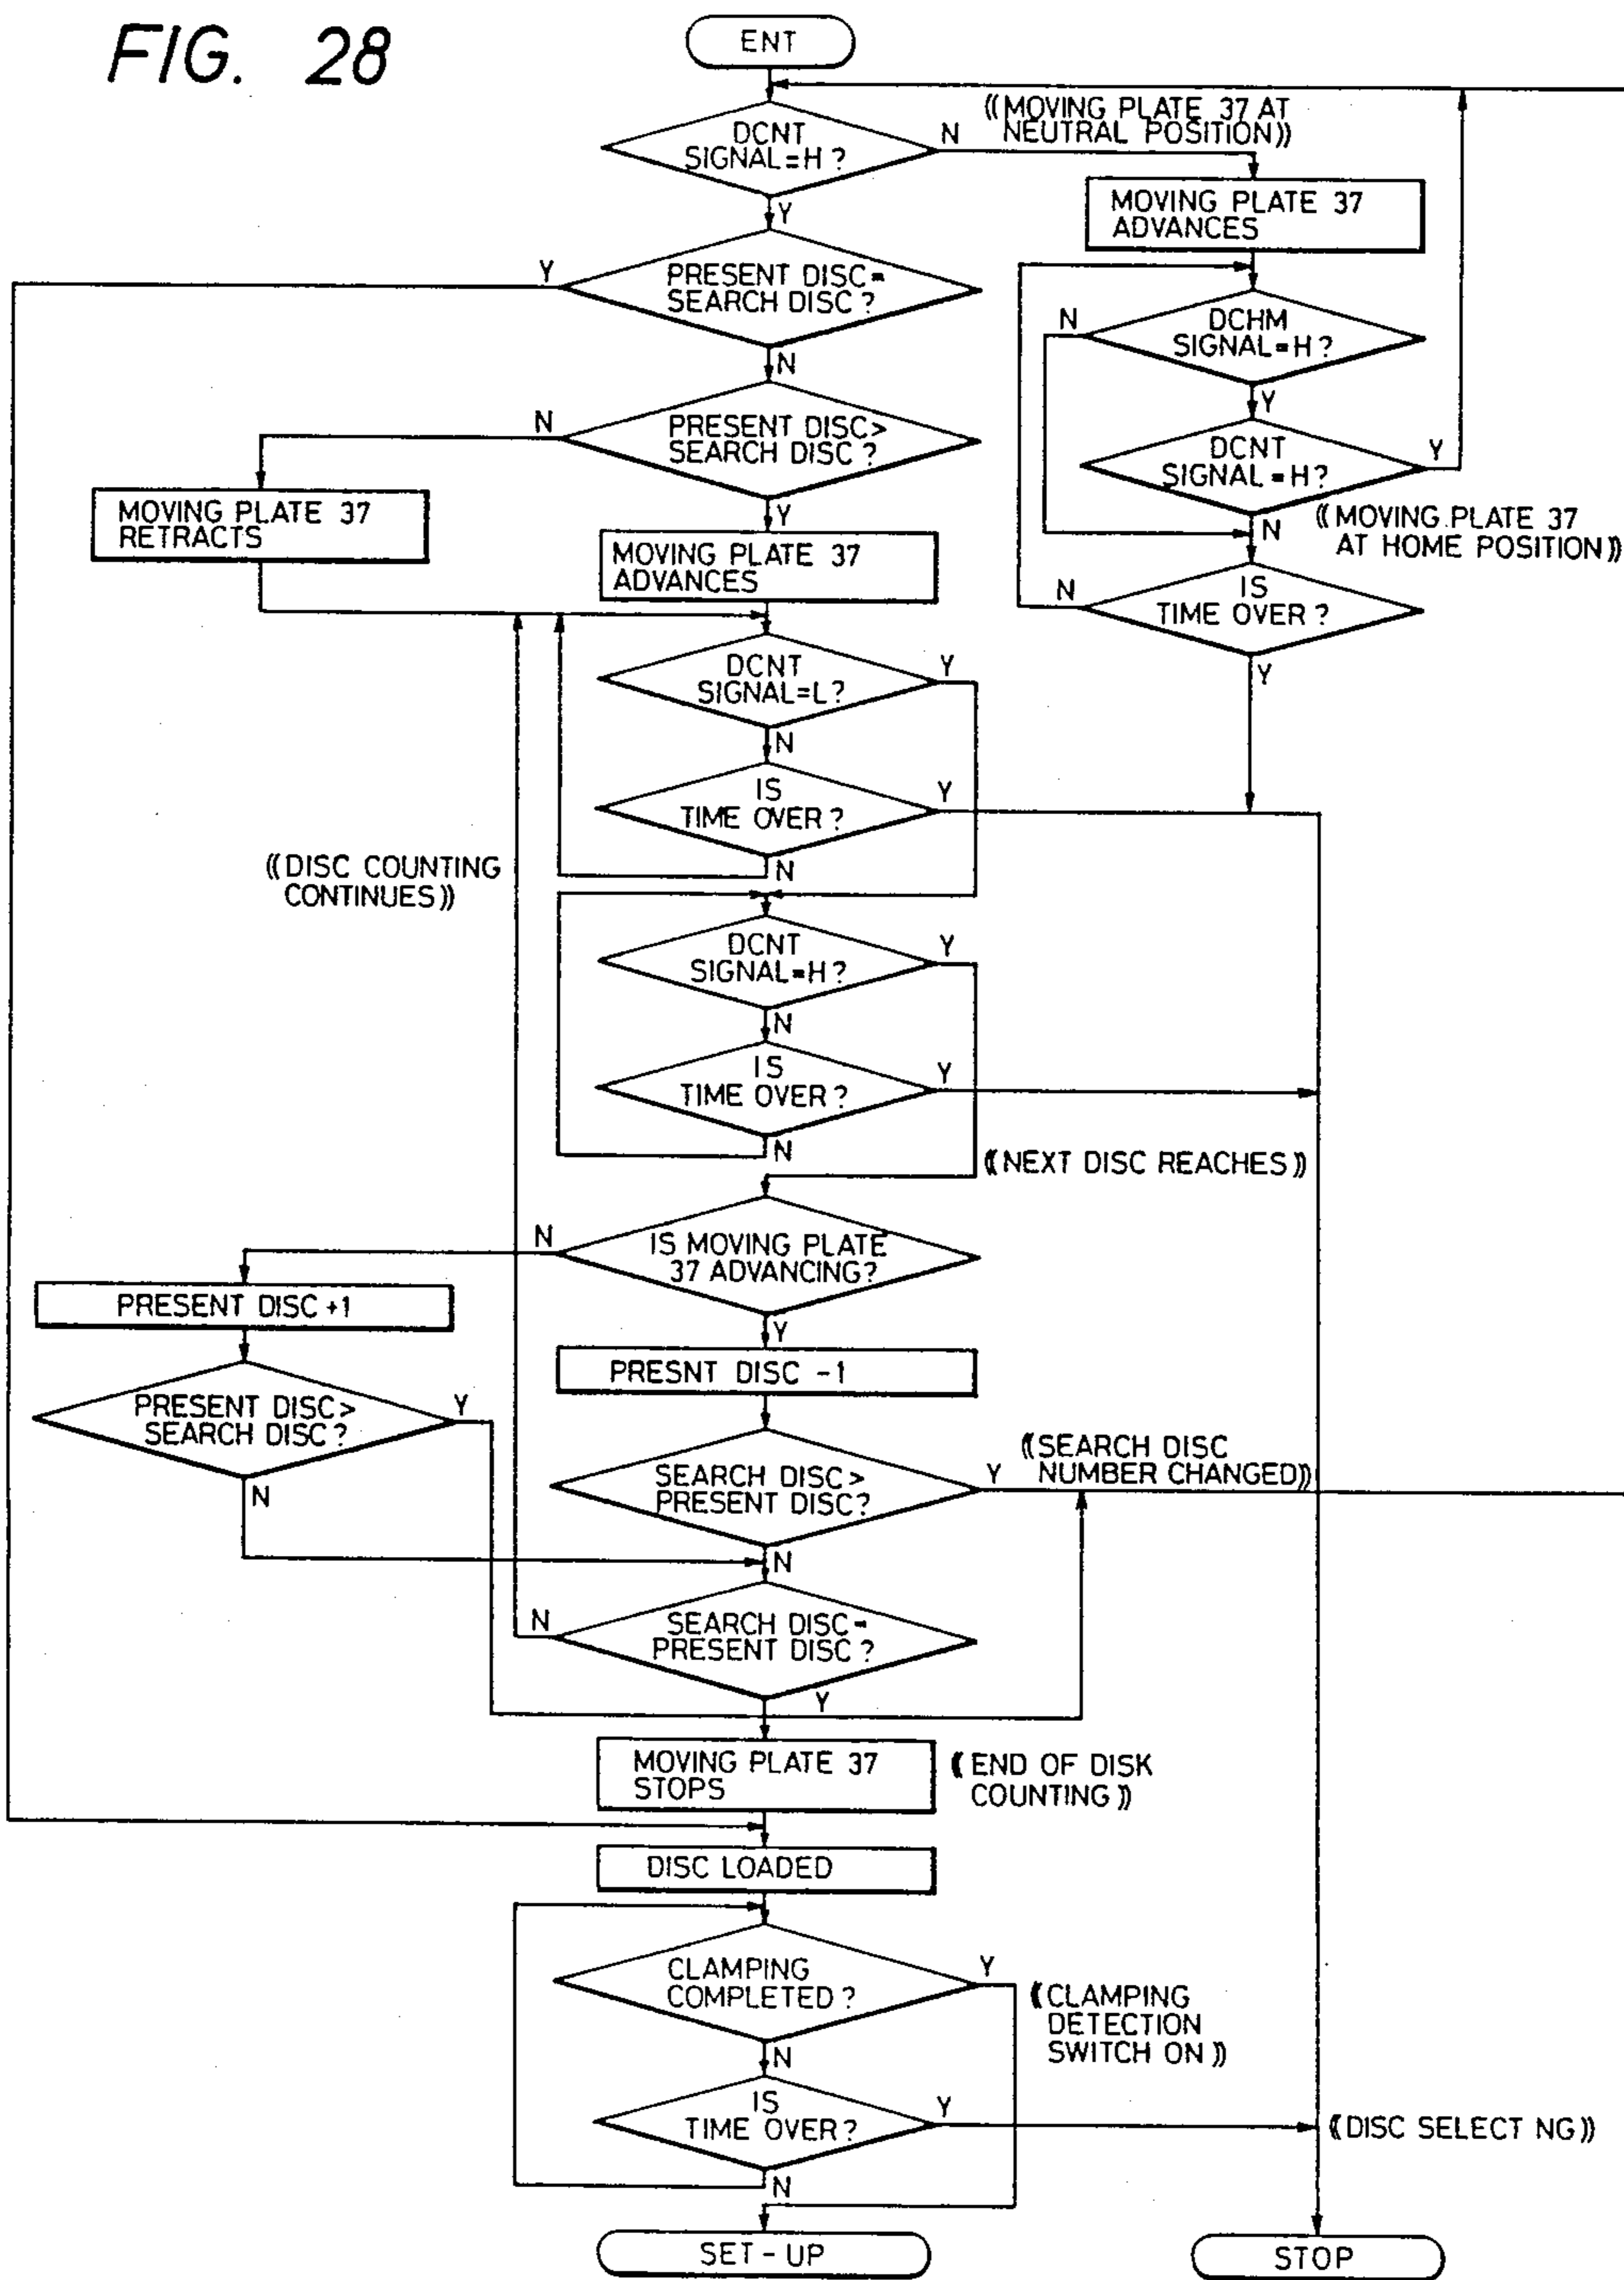 FIG. 28
ENT
DCNT
SIGNAL=H?
N
((MOVING PLATE 37 AT
NEUTRAL POSITION))
Y
MOVING PLATE 37
ADVANCES
Y
PRESENT DISC=
SEARCH DISC?
N
N
DCHM
SIGNAL=H?
Y
N
PRESENT DISC>
SEARCH DISC?
Y
DCNT
SIGNAL=H?
Y
N
((MOVING PLATE 37
AT HOME POSITION))
MOVING PLATE 37
RETRACTS
MOVING PLATE 37
ADVANCES
N
IS
TIME OVER?
Y
DCNT
SIGNAL=L?
Y
N
IS
TIME OVER?
Y
N
((DISC COUNTING
CONTINUES))
DCNT
SIGNAL=H?
Y
N
IS
TIME OVER?
Y
N
((NEXT DISC REACHES))
N
IS MOVING PLATE
37 ADVANCING?
Y
PRESENT DISC +1
PRESNT DISC -1
PRESENT DISC>
SEARCH DISC?
Y
N
SEARCH DISC>
PRESENT DISC?
Y
((SEARCH DISC
NUMBER CHANGED))
N
N
SEARCH DISC=
PRESENT DISC?
Y
MOVING PLATE 37
STOPS
((END OF DISK
COUNTING))
DISC LOADED
CLAMPING
COMPLETED?
Y
((CLAMPING
DETECTION
SWITCH ON))
N
IS
TIME OVER?
Y
((DISC SELECT NG))
N
SET-UP
STOP